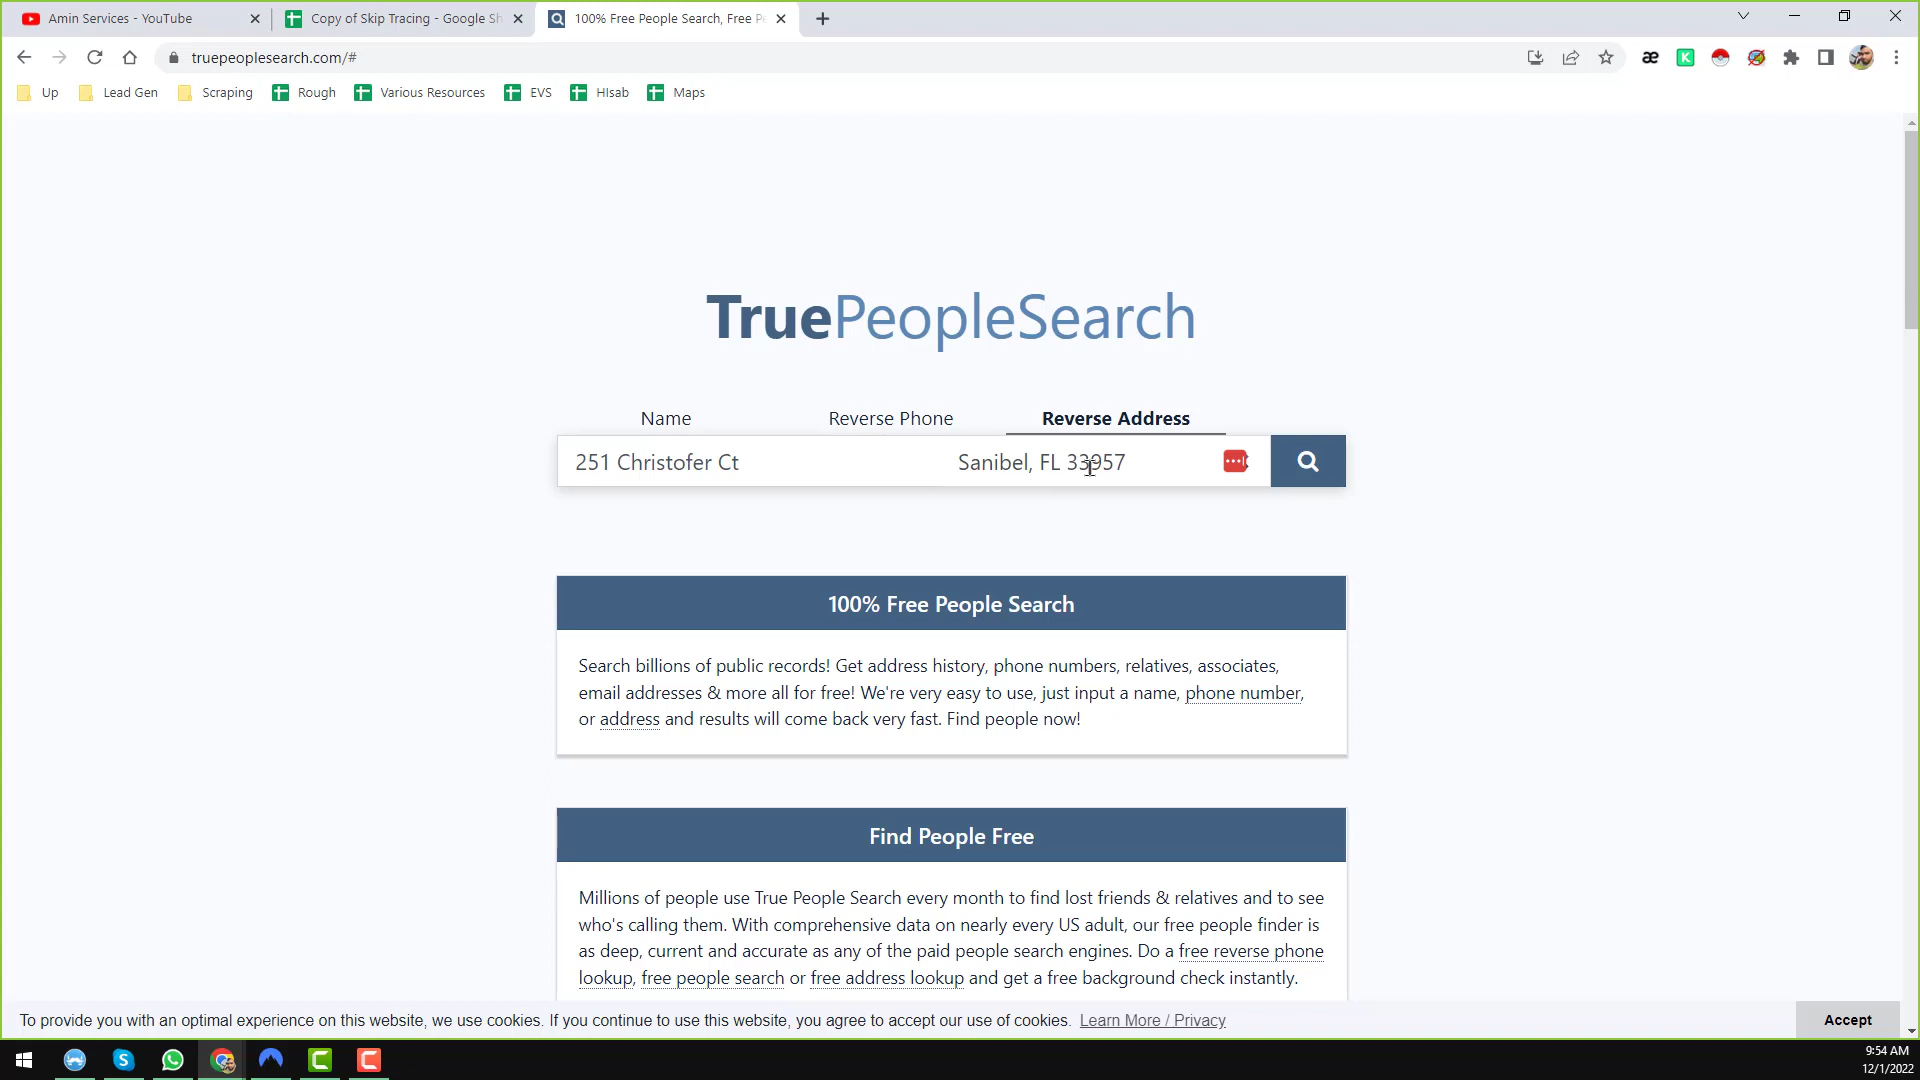 Amin Services - YouTube
Copy of Skip Tracing - Google Sh
100% Free People Search, Free Pe
truepeoplesearch.com/#
Up
Lead Gen
Scraping
Rough
Various Resources
EVS
HIsab
Maps
TruePeopleSearch
Name
Reverse Phone
Reverse Address
251 Christofer Ct
Sanibel, FL 33957
100% Free People Search
Search billions of public records! Get address history, phone numbers, relatives, associates,
email addresses & more all for free! We're very easy to use, just input a name, phone number,
or address and results will come back very fast. Find people now!
Find People Free
Millions of people use True People Search every month to find lost friends & relatives and to see
who's calling them. With comprehensive data on nearly every US adult, our free people finder is
as deep, current and accurate as any of the paid people search engines. Do a free reverse phone
lookup, free people search or free address lookup and get a free background check instantly.
To provide you with an optimal experience on this website, we use cookies. If you continue to use this website, you agree to accept our use of cookies. Learn More / Privacy
Accept
9:54 AM
12/1/2022